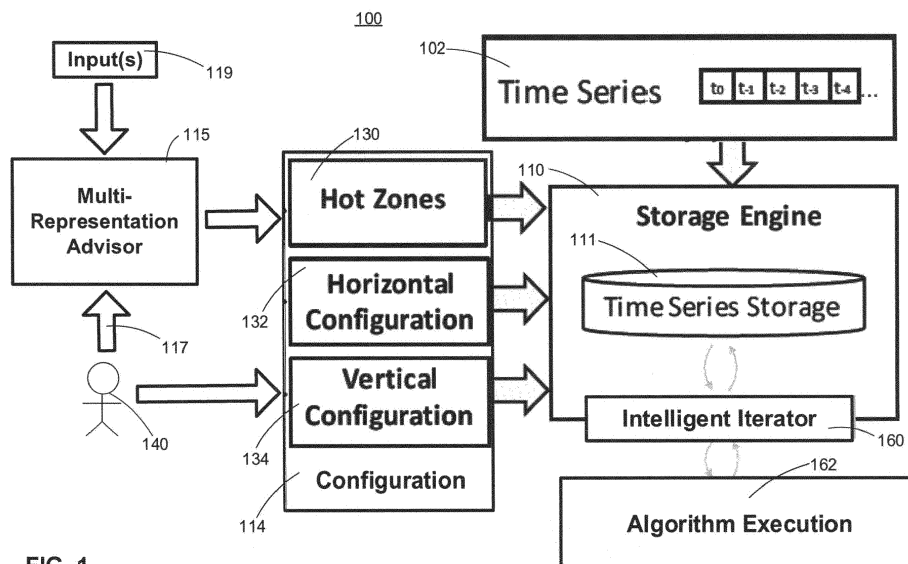 100
Input(s)
119
102
Time Series
t0 t-1 t-2 t-3 t-4 ...
115
Multi-
Representation
Advisor
130
Hot Zones
110
Storage Engine
111
Time Series Storage
132
Horizontal
Configuration
117
140
134
Vertical
Configuration
114
Configuration
Intelligent Iterator
160
162
Algorithm Execution
FIG. 1